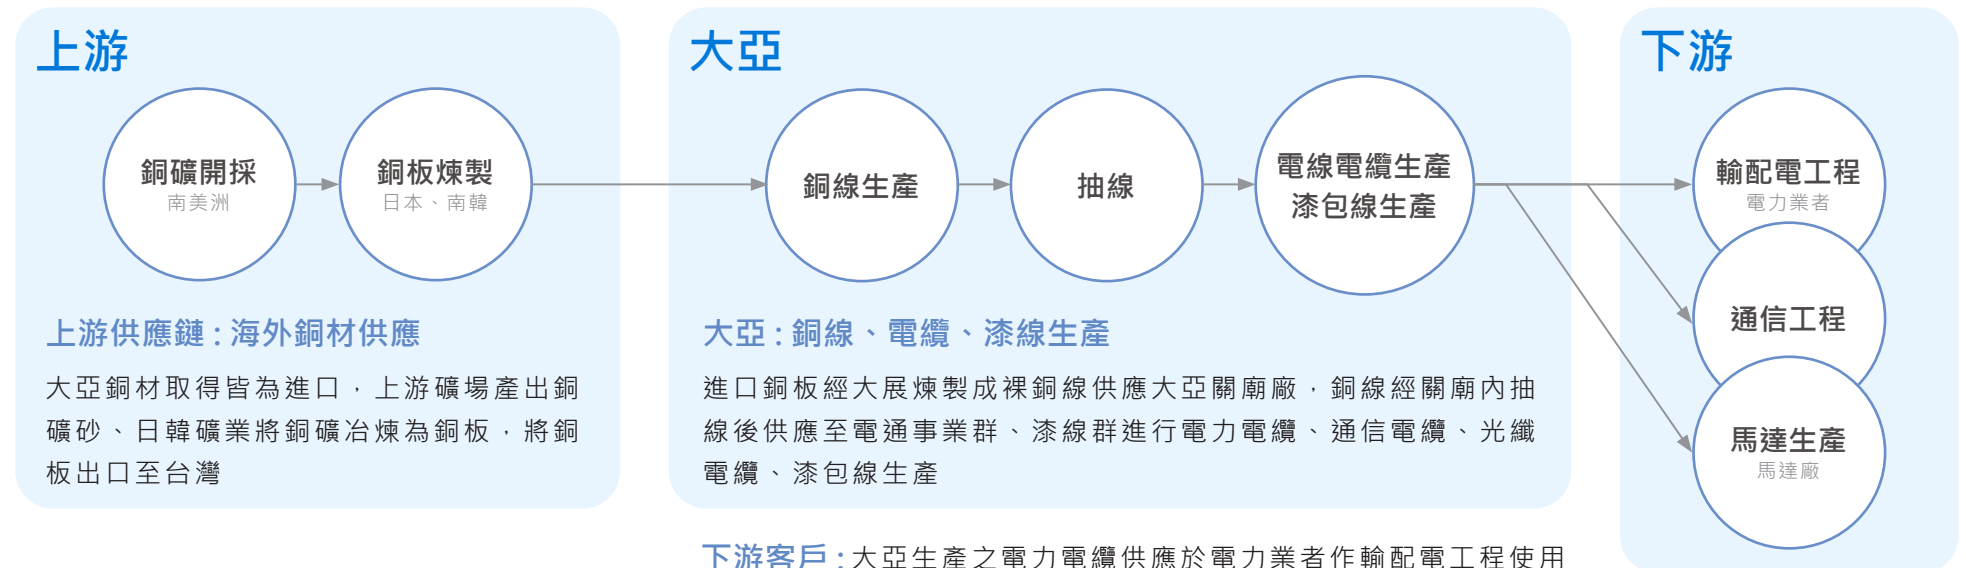 上游
銅礦開採
南美洲
銅板煉製
日本、南韓
上游供應鏈：海外銅材供應
大亞銅材取得皆為進口，上游礦場產出銅
礦砂、日韓礦業將銅礦冶煉為銅板，將銅
板出口至台灣
大亞
銅線生產
抽線
電線電纜生產
漆包線生產
大亞：銅線、電纜、漆線生產
進口銅板經大展煉製成裸銅線供應大亞關廟廠，銅線經關廟內抽
線後供應至電通事業群、漆線群進行電力電纜、通信電纜、光纖
電纜、漆包線生產
下游
輸配電工程
電力業者
通信工程
馬達生產
馬達廠
下游客戶：大亞生產之電力電纜供應於電力業者作輸配電工程使用